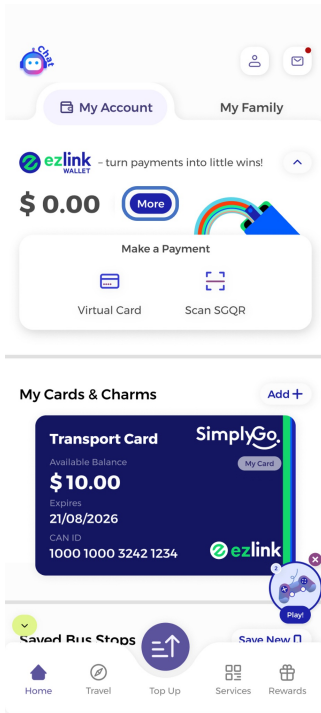 Chat
My Account
My Family
ezlink
WALLET
– turn payments into little wins!
$ 0.00
More
Make a Payment
Virtual Card
Scan SGQR
My Cards & Charms
Add +
Transport Card
SimplyGo.
Available Balance
My Card
$ 10.00
Expires
21/08/2026
CAN ID
1000 1000 3242 1234
ezlink
2
Play!
Saved Bus Stops
Save New
Home
Travel
Top Up
Services
Rewards